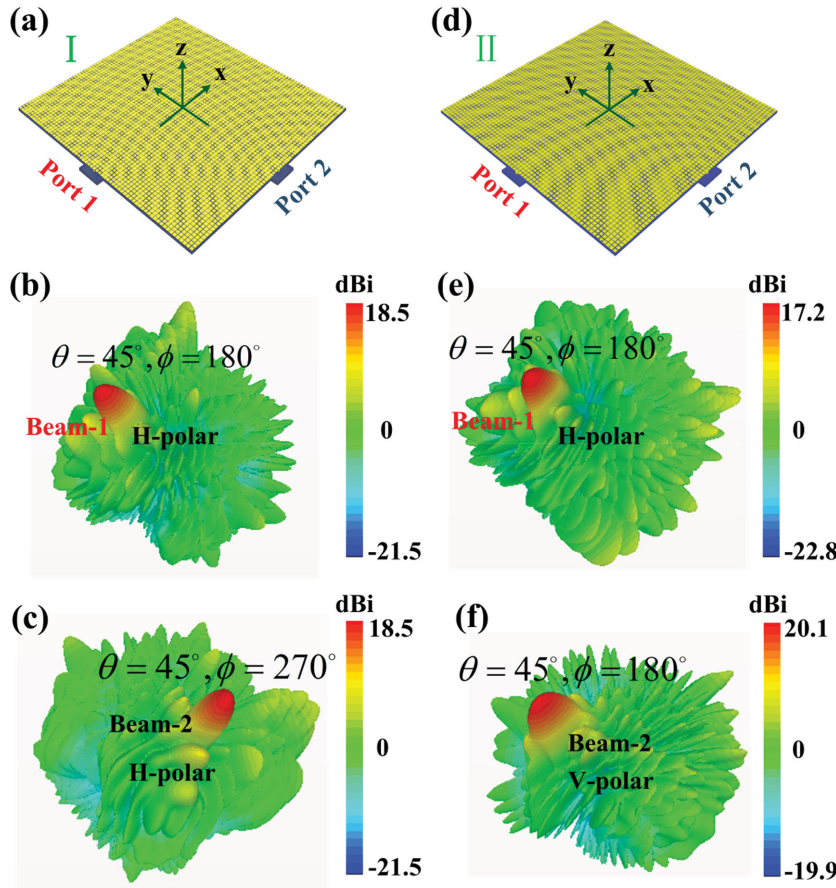 (a)
I
z
y
x
Port 1
Port 2
(d)
II
z
y
x
Port 1
Port 2
(b)
dBi
18.5
0
-21.5
θ = 45°, ϕ = 180°
Beam-1
H-polar
(e)
dBi
17.2
0
-22.8
θ = 45°, ϕ = 180°
Beam-1
H-polar
(c)
dBi
18.5
0
-21.5
θ = 45°, ϕ = 270°
Beam-2
H-polar
(f)
dBi
20.1
0
-19.9
θ = 45°, ϕ = 180°
Beam-2
V-polar